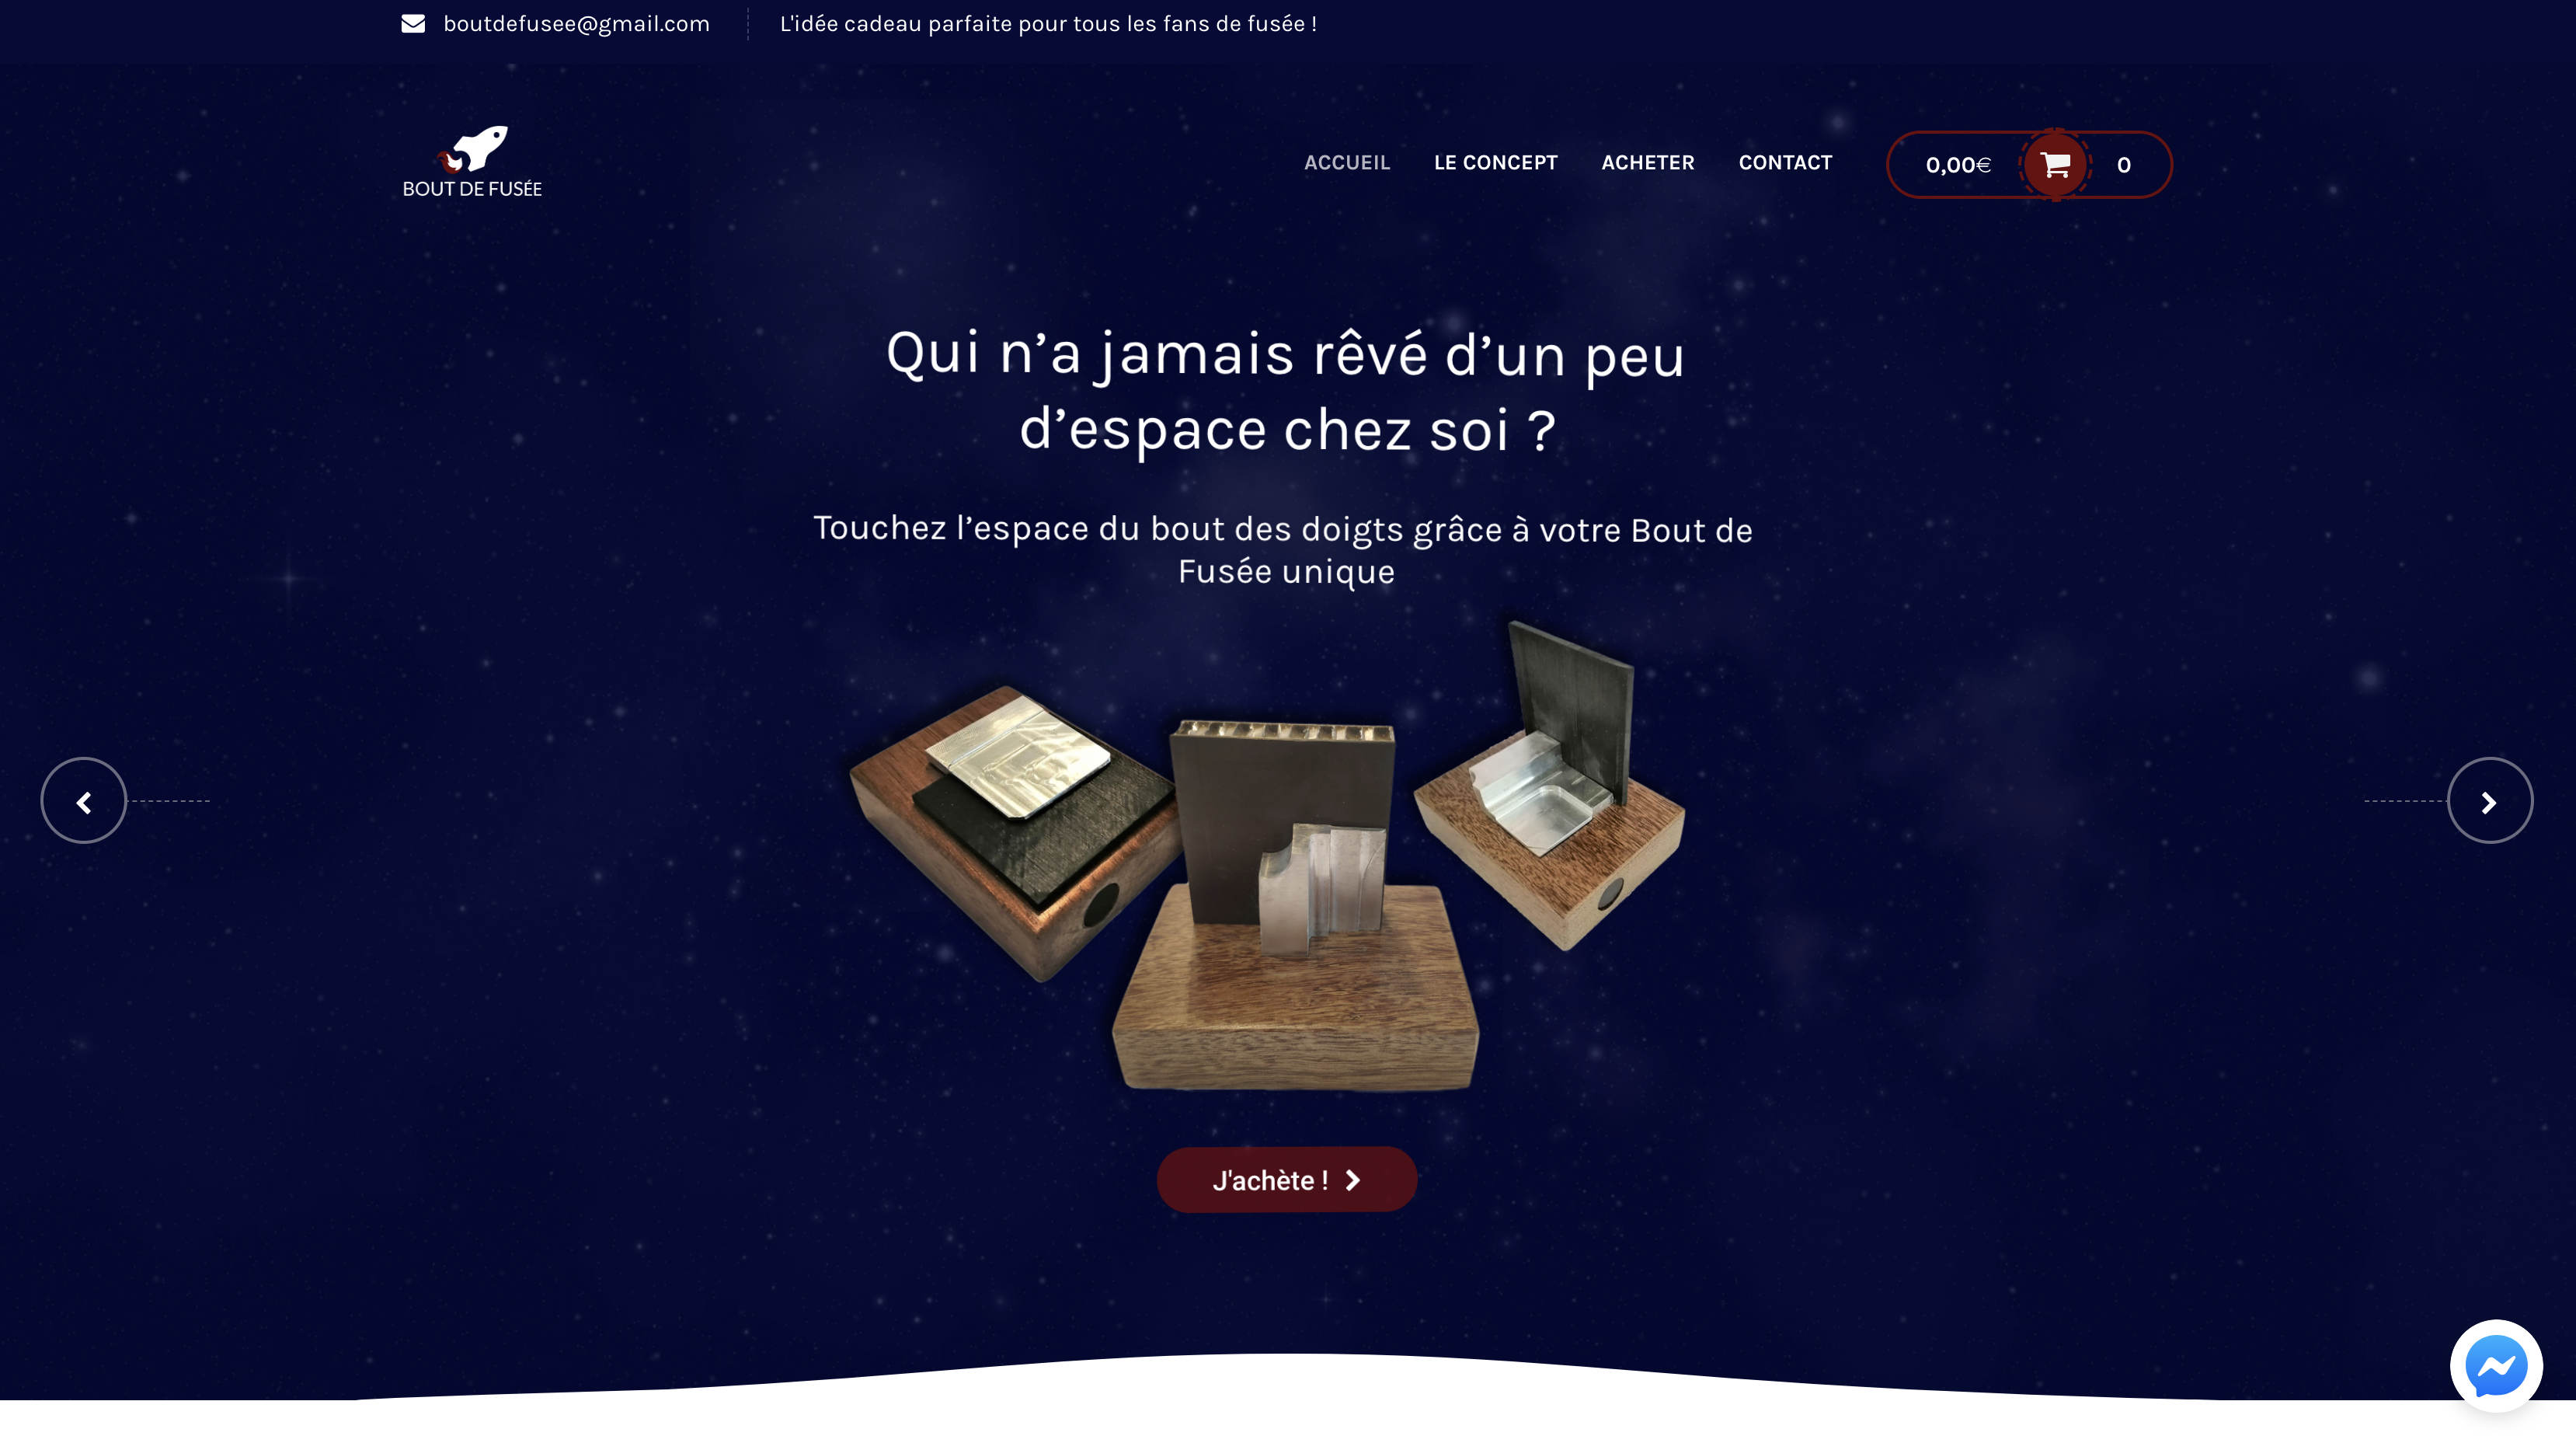 boutdefusee@gmail.com
L'idée cadeau parfaite pour tous les fans de fusée !
BOUT DE FUSÉE
ACCUEIL
LE CONCEPT
ACHETER
CONTACT
0,00€
0
Qui n’a jamais rêvé d’un peu
d’espace chez soi ?
Touchez l’espace du bout des doigts grâce à votre Bout de
Fusée unique
J'achète !